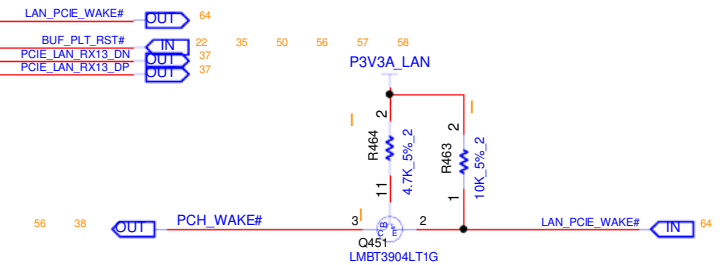 LAN_PCIE_WAKE# OUT 64
BUF_PLT_RST# IN 22 35 50 56 57 58
PCIE_LAN_RX13_DN OUT 37
PCIE_LAN_RX13_DP OUT 37
P3V3A_LAN
2
R464
4.7K_5%_2
11
2
R463
10K_5%_2
1
56 38 OUT PCH_WAKE# 3 C B E 2 LAN_PCIE_WAKE# IN 64
Q451
LMBT3904LT1G